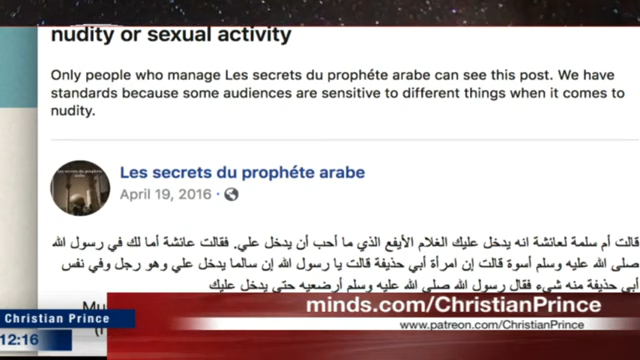 nudity or sexual activity
Only people who manage Les secrets du prophéte arabe can see this post. We have
standards because some audiences are sensitive to different things when it comes to
nudity.
Les secrets du prophéte arabe
April 19, 2016
قالت أم سلمة لعائشة انه يدخل عليك الغلام الأيفع الذي ما أحب أن يدخل علي. فقالت عائشة أما لك في رسول الله
صلى الله عليه وسلم أسوة قالت إن امرأة أبي حذيفة قالت يا رسول الله إن سالما يدخل علي وهو رجل وفي نفس
أبي حذيفة منه شيء فقال رسول الله صلى الله عليه وسلم أرضعيه حتى يدخل عليك
minds.com/ChristianPrince
Christian Prince
www.patreon.com/ChristianPrince
12:16